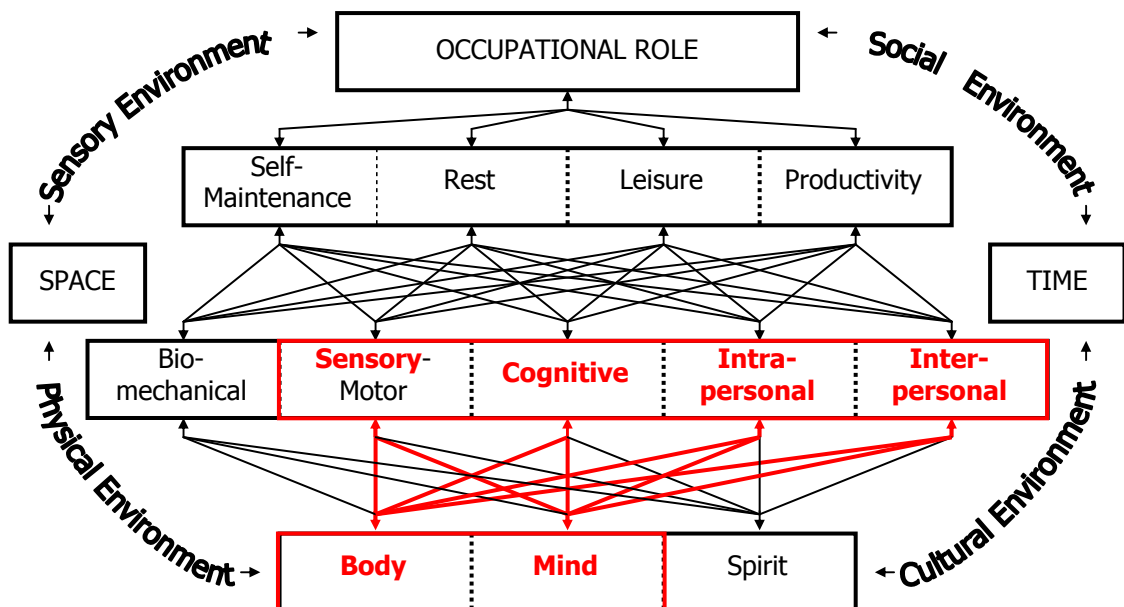 OCCUPATIONAL ROLE
Sensory Environment
Social Environment
Self-
Maintenance
Rest
Leisure
Productivity
SPACE
TIME
Bio-
mechanical
Sensory-
Motor
Cognitive
Intra-
personal
Inter-
personal
Physical Environment
Cultural Environment
Body
Mind
Spirit